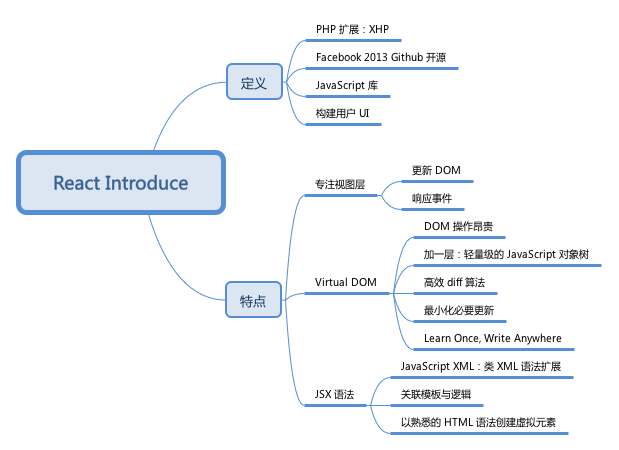 React Introduce
定义
PHP 扩展：XHP
Facebook 2013 Github 开源
JavaScript 库
构建用户 UI
特点
专注视图层
更新 DOM
响应事件
Virtual DOM
DOM 操作昂贵
加一层：轻量级的 JavaScript 对象树
高效 diff 算法
最小化必要更新
Learn Once, Write Anywhere
JSX 语法
JavaScript XML：类 XML 语法扩展
关联模板与逻辑
以熟悉的 HTML 语法创建虚拟元素